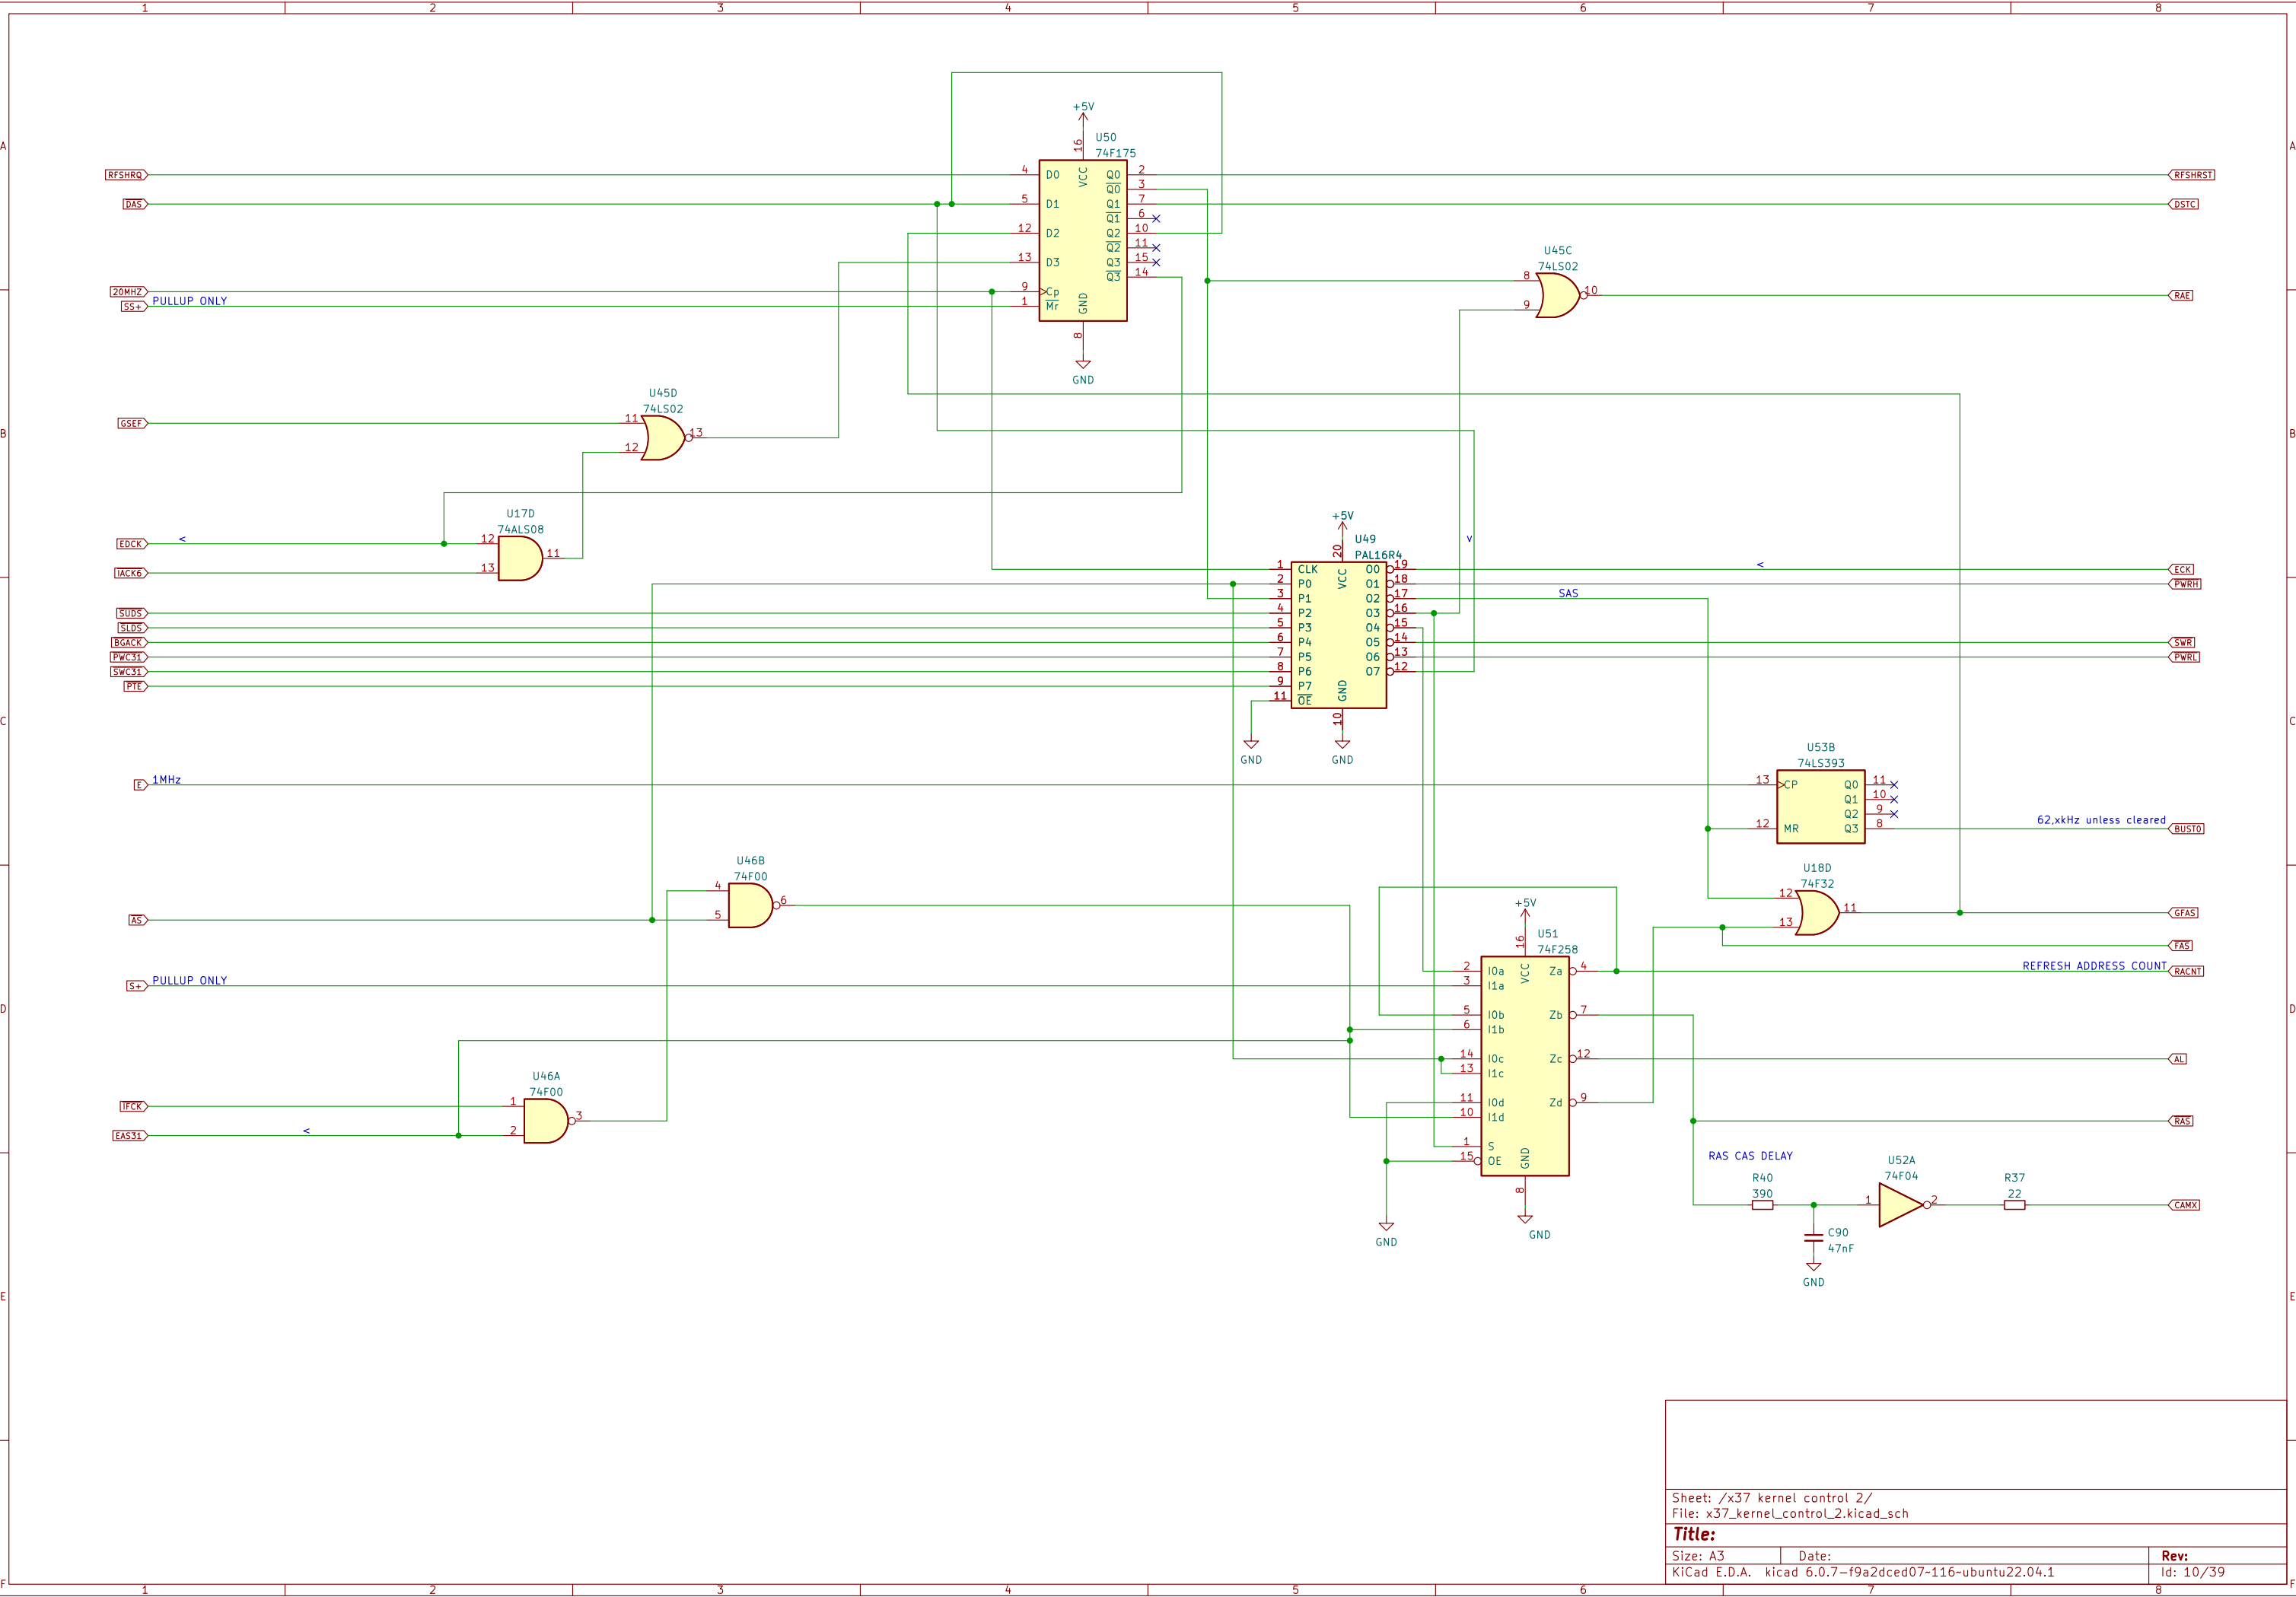 1 2 3 4 5 6 7 8
A A
B B
C C
D D
E E
F F
+5V
16
U50
74F175
RFSHRQ
4 D0 VCC Q0 2
RFSHRST
Q0 3
DAS
5 D1 Q1 7
DSTC
Q1 6
12 D2 Q2 10
Q2 11
13 D3 Q3 15
Q3 14
20MHZ
9 Cp
SS+ PULLUP ONLY
1 Mr GND
8
GND
U45C
74LS02
8
9
10
RAE
U45D
74LS02
GSEF
11
12
13
U17D
74ALS08
EDCK <
12
13
11
IACK6
+5V
20
U49
PAL16R4
v
1 CLK VCC O0 19
< ECK
2 P0 O1 18
PWRH
3 P1 O2 17
SAS
SUDS
4 P2 O3 16
SLDS
5 P3 O4 15
BGACK
6 P4 O5 14
SWR
PWC31
7 P5 O6 13
PWRL
SWC31
8 P6 O7 12
PTE
9 P7 GND
11 OE
10
GND
GND
U53B
74LS393
E 1MHz
13 CP Q0 11
Q1 10
Q2 9
12 MR Q3 8
62,xkHz unless cleared
BUST0
U46B
74F00
4
5
6
AS
U18D
74F32
12
13
11
GFAS
FAS
+5V
16
U51
74F258
S+ PULLUP ONLY
2 I0a VCC Za 4
REFRESH ADDRESS COUNT
RACNT
3 I1a
5 I0b Zb 7
6 I1b
14 I0c Zc 12
AL
13 I1c
11 I0d Zd 9
10 I1d
1 S
15 OE GND
8
GND
GND
U46A
74F00
IFCK
1
2
3
EAS31 <
RAS
RAS CAS DELAY
R40
390
U52A
74F04
1
2
R37
22
CAMX
C90
47nF
GND
Sheet: /x37 kernel control 2/
File: x37_kernel_control_2.kicad_sch
Title:
Size: A3 Date: Rev:
KiCad E.D.A. kicad 6.0.7-f9a2dced07~116~ubuntu22.04.1 Id: 10/39
1 2 3 4 5 6 7 8